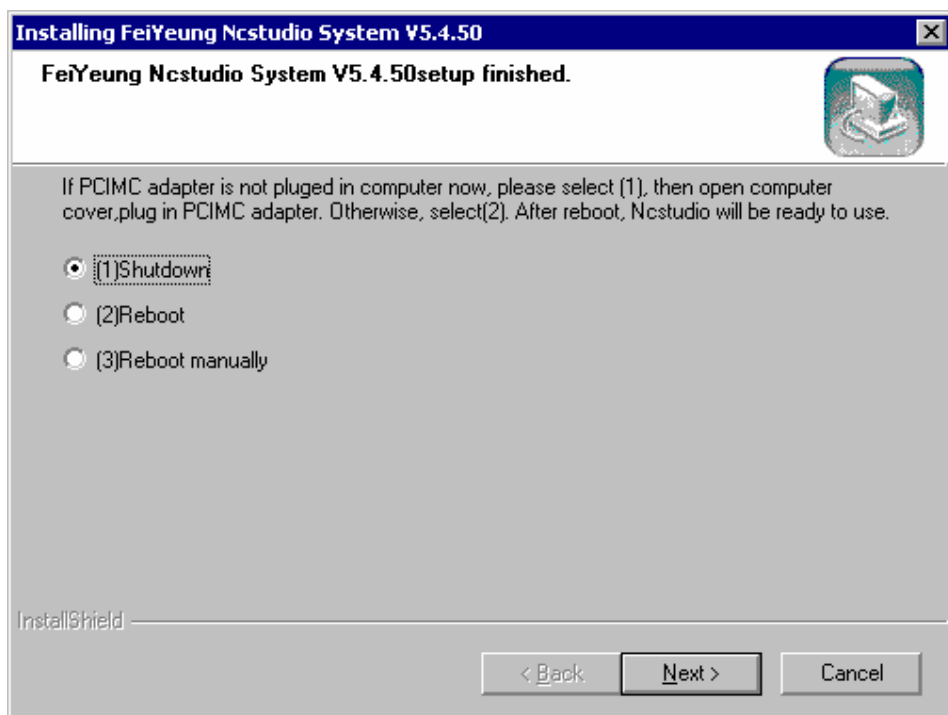 Installing FeiYeung Ncstudio System V5.4.50
FeiYeung Ncstudio System V5.4.50setup finished.
If PCIMC adapter is not pluged in computer now, please select (1), then open computer
cover,plug in PCIMC adapter. Otherwise, select(2). After reboot, Ncstudio will be ready to use.
(1)Shutdown
(2)Reboot
(3)Reboot manually
InstallShield
< Back
Next >
Cancel